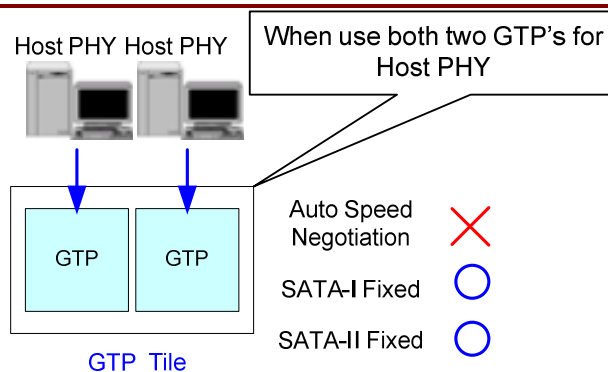 Host PHY Host PHY
When use both two GTP's for
Host PHY
GTP
GTP
GTP Tile
Auto Speed
Negotiation
SATA-I Fixed
SATA-II Fixed